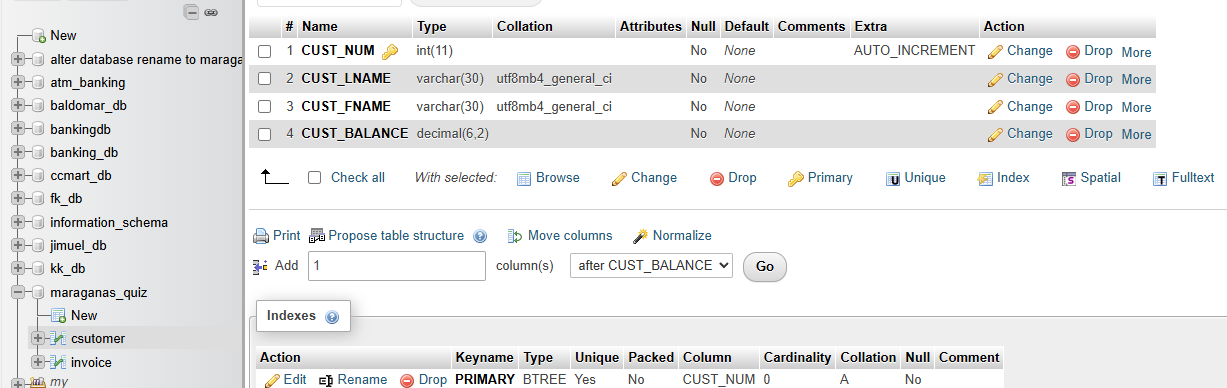 New
alter database rename to maraga
atm_banking
baldomar_db
bankingdb
banking_db
ccmart_db
fk_db
information_schema
jimuel_db
kk_db
maraganas_quiz
New
csutomer
invoice
my
# Name Type Collation Attributes Null Default Comments Extra Action
1 CUST_NUM int(11) No None AUTO_INCREMENT Change Drop More
2 CUST_LNAME varchar(30) utf8mb4_general_ci No None Change Drop More
3 CUST_FNAME varchar(30) utf8mb4_general_ci No None Change Drop More
4 CUST_BALANCE decimal(6,2) No None Change Drop More
Check all With selected: Browse Change Drop Primary Unique Index Spatial Fulltext
Print Propose table structure Move columns Normalize
Add 1 column(s) after CUST_BALANCE Go
Indexes
Action Keyname Type Unique Packed Column Cardinality Collation Null Comment
Edit Rename Drop PRIMARY BTREE Yes No CUST_NUM 0 A No